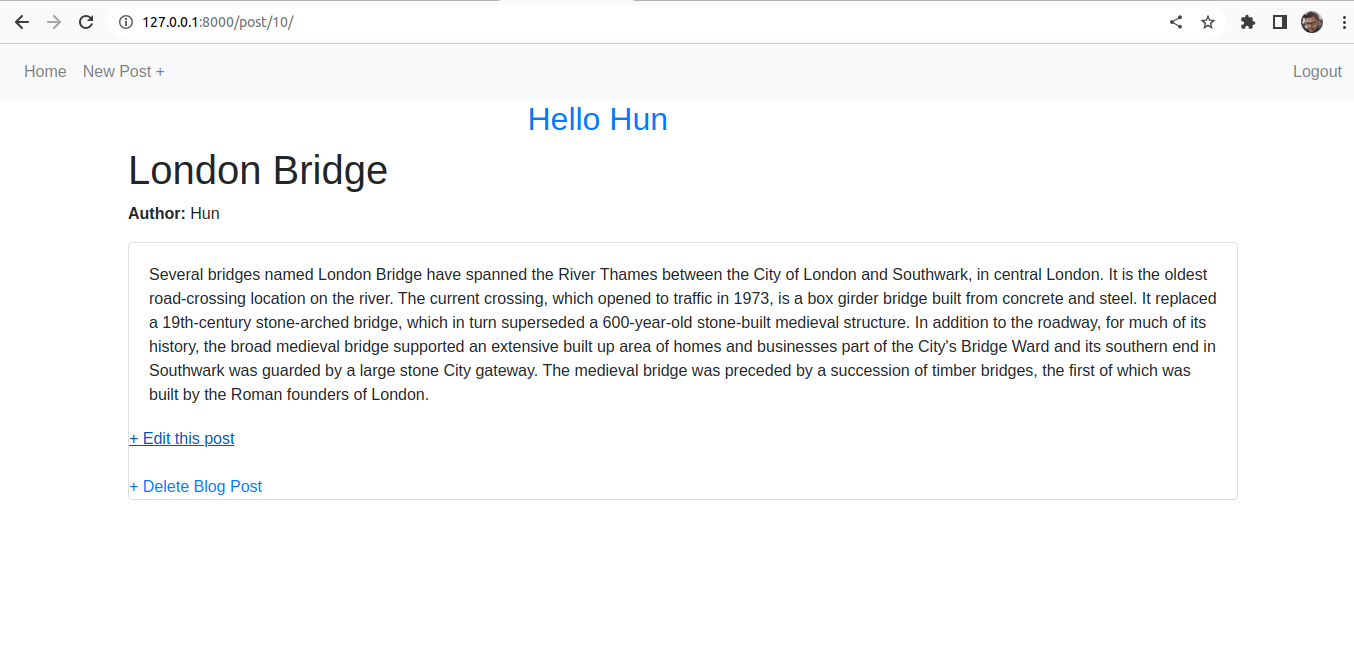 127.0.0.1:8000/post/10/
Home New Post + Logout
Hello Hun
London Bridge
Author: Hun
Several bridges named London Bridge have spanned the River Thames between the City of London and Southwark, in central London. It is the oldest
road-crossing location on the river. The current crossing, which opened to traffic in 1973, is a box girder bridge built from concrete and steel. It replaced
a 19th-century stone-arched bridge, which in turn superseded a 600-year-old stone-built medieval structure. In addition to the roadway, for much of its
history, the broad medieval bridge supported an extensive built up area of homes and businesses part of the City's Bridge Ward and its southern end in
Southwark was guarded by a large stone City gateway. The medieval bridge was preceded by a succession of timber bridges, the first of which was
built by the Roman founders of London.
+ Edit this post
+ Delete Blog Post